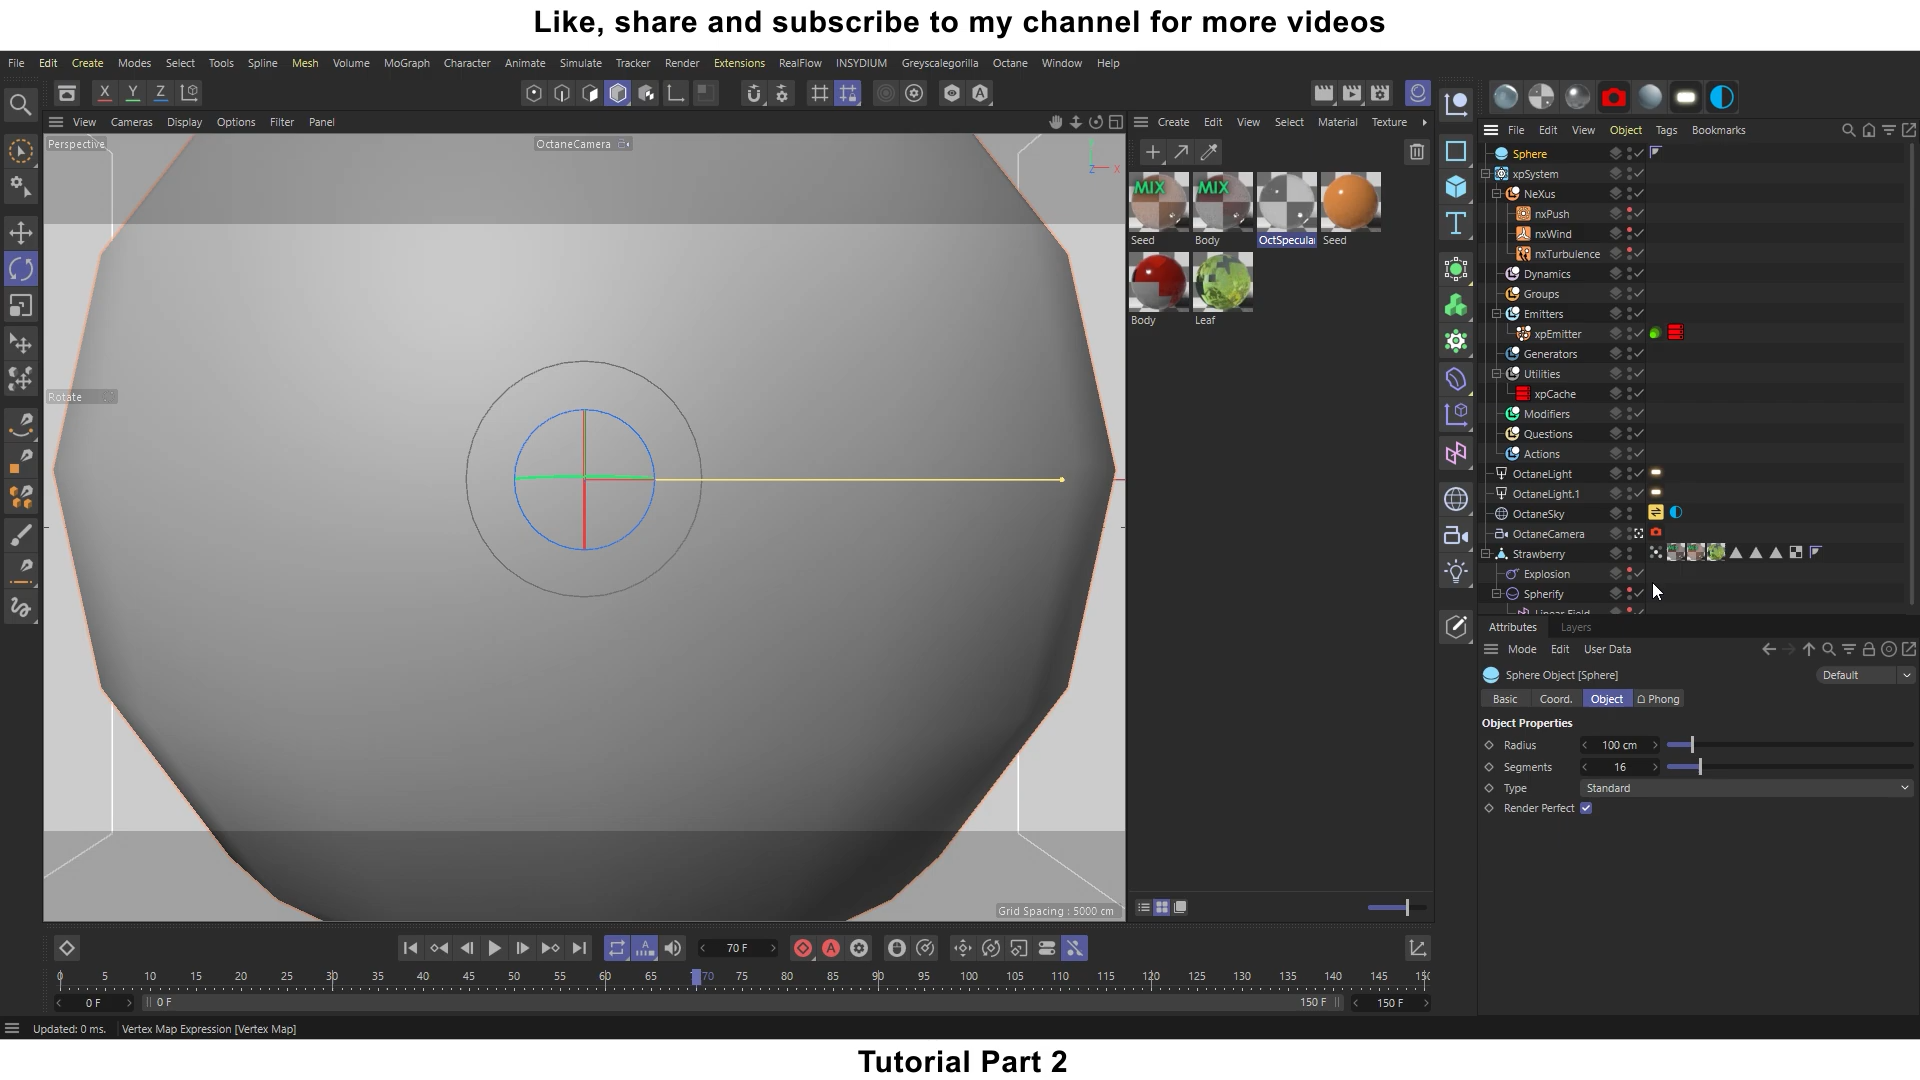 Like, share and subscribe to my channel for more videos
File Edit Create Modes Select Tools Spline Mesh Volume MoGraph Character Animate Simulate Tracker Render Extensions RealFlow INSYDIUM Greyscalegorilla Octane Window Help
X Y Z
View Cameras Display Options Filter Panel
Perspective
OctaneCamera
Z X
Rotate
Grid Spacing : 5000 cm
Create Edit View Select Material Texture
MIX MIX
Seed Body OctSpecula Seed
Body Leaf
File Edit View Object Tags Bookmarks
Sphere
xpSystem
NeXus
nxPush
nxWind
nxTurbulence
Dynamics
Groups
Emitters
xpEmitter
Generators
Utilities
xpCache
Modifiers
Questions
Actions
OctaneLight
OctaneLight.1
OctaneSky
OctaneCamera
Strawberry
Explosion
Spherify
Linear Field
Attributes Layers
Mode Edit User Data
Sphere Object [Sphere] Default
Basic Coord. Object Phong
Object Properties
Radius 100 cm
Segments 16
Type Standard
Render Perfect
70 F
0 5 10 15 20 25 30 35 40 45 50 55 60 65 70 75 80 85 90 95 100 105 110 115 120 125 130 135 140 145
0 F 0 F 150 F 150 F
Updated: 0 ms. Vertex Map Expression [Vertex Map]
Tutorial Part 2